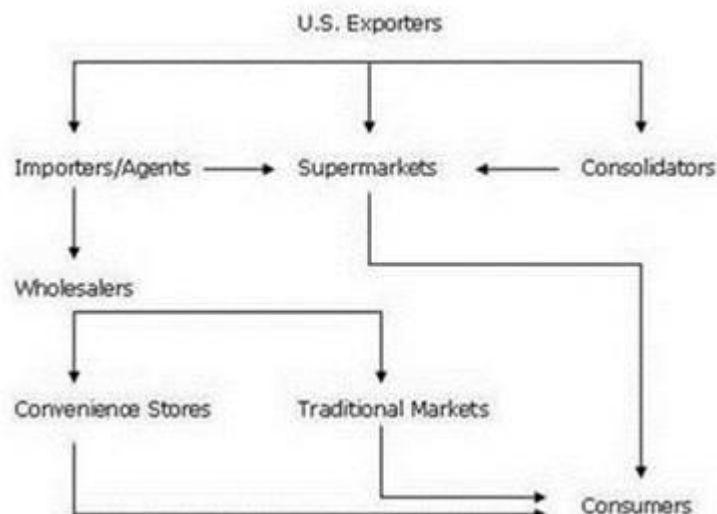 U.S. Exporters
Importers/Agents
Supermarkets
Consolidators
Wholesalers
Convenience Stores
Traditional Markets
Consumers